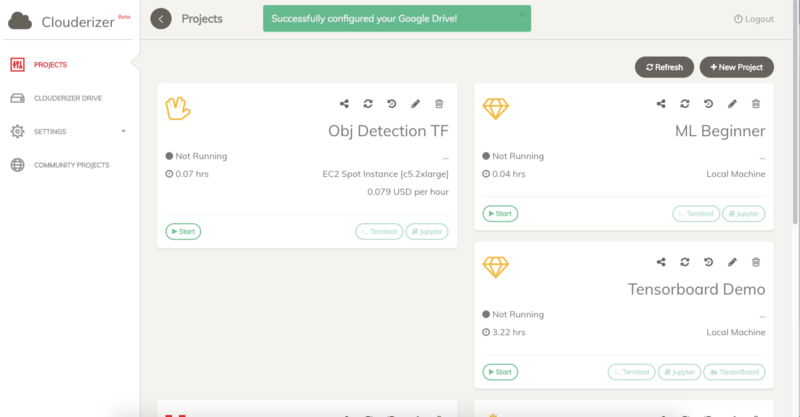 Clouderizer Beta
Projects
Successfully configured your Google Drive!
Logout
PROJECTS
CLOUDERIZER DRIVE
SETTINGS
COMMUNITY PROJECTS
Refresh
New Project
Obj Detection TF
Not Running
...
0.07 hrs
EC2 Spot Instance [c5.2xlarge]
0.079 USD per hour
Start
Terminal
Jupyter
ML Beginner
Not Running
...
0.04 hrs
Local Machine
Start
Terminal
Jupyter
Tensorboard Demo
Not Running
...
3.22 hrs
Local Machine
Start
Terminal
Jupyter
TensorBoard